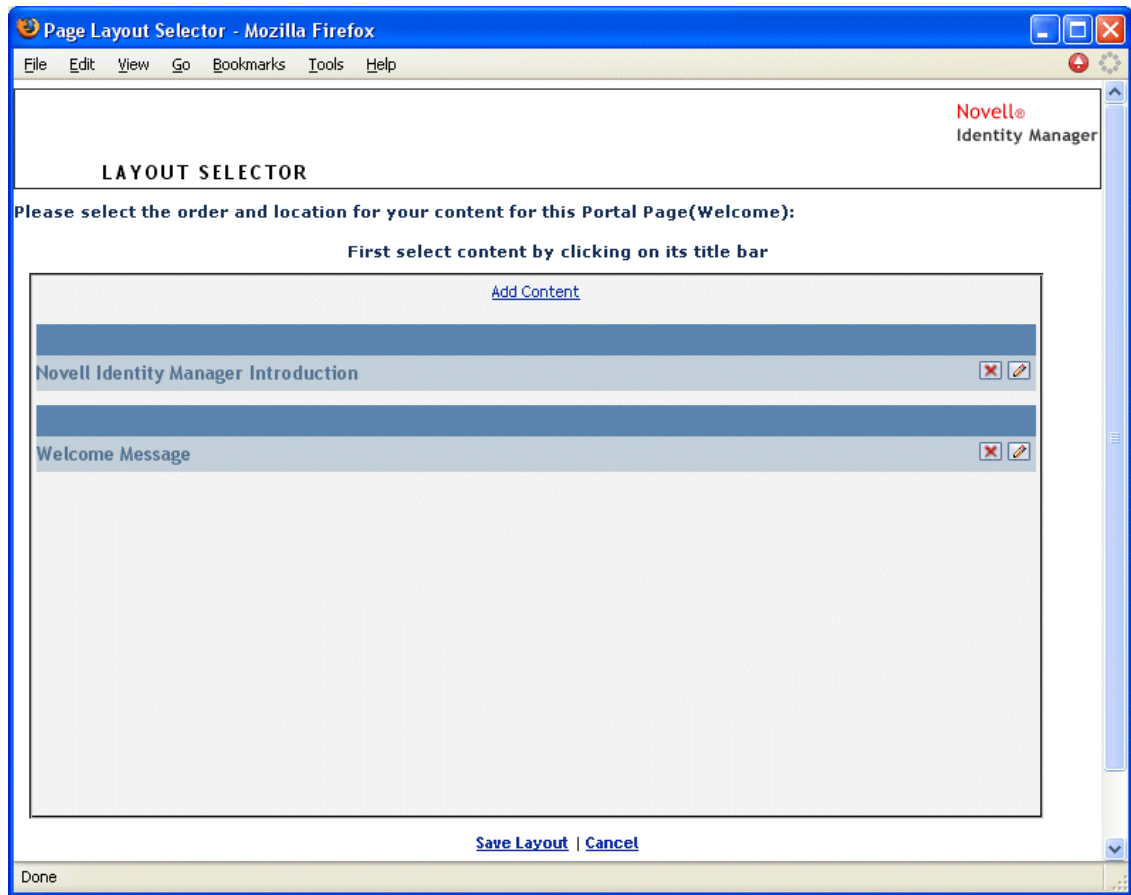 Page Layout Selector - Mozilla Firefox
File Edit View Go Bookmarks Tools Help
Novell®
Identity Manager
LAYOUT SELECTOR
Please select the order and location for your content for this Portal Page(Welcome):
First select content by clicking on its title bar
Add Content
Novell Identity Manager Introduction
Welcome Message
Save Layout | Cancel
Done